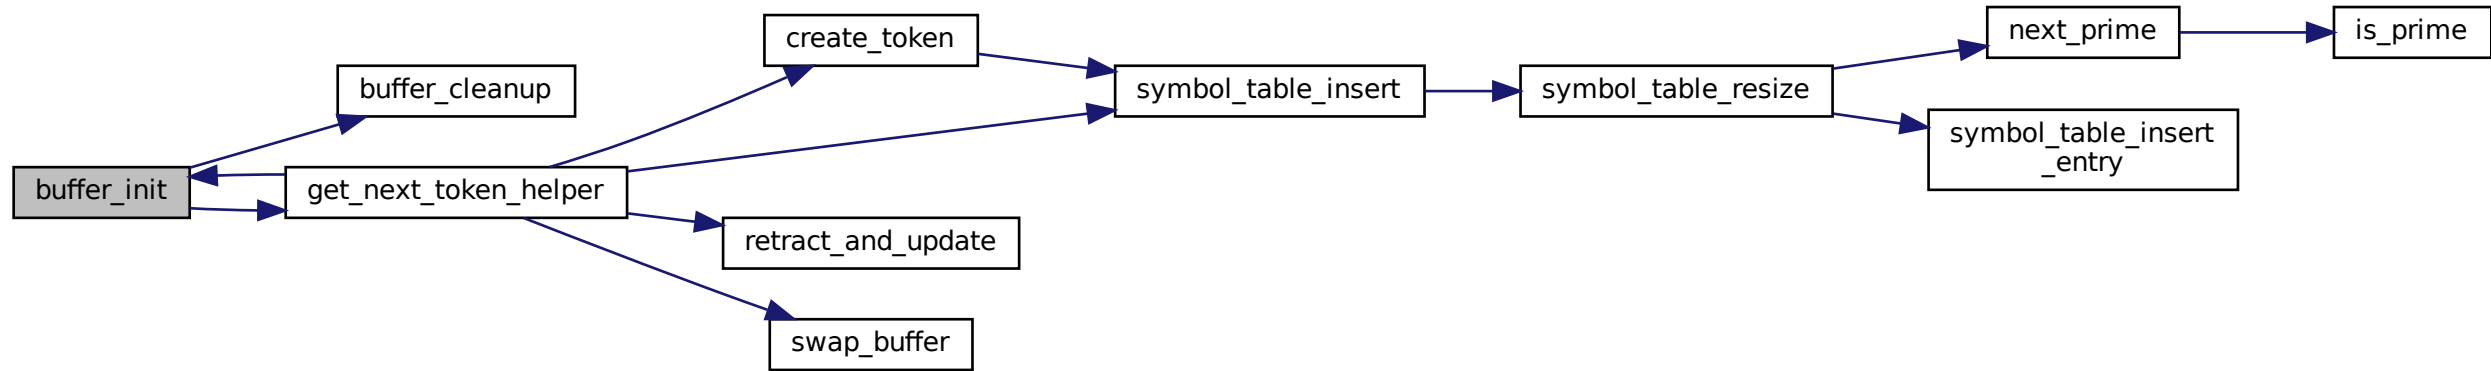 buffer_init
buffer_cleanup
get_next_token_helper
create_token
retract_and_update
swap_buffer
symbol_table_insert
symbol_table_resize
next_prime
symbol_table_insert
_entry
is_prime